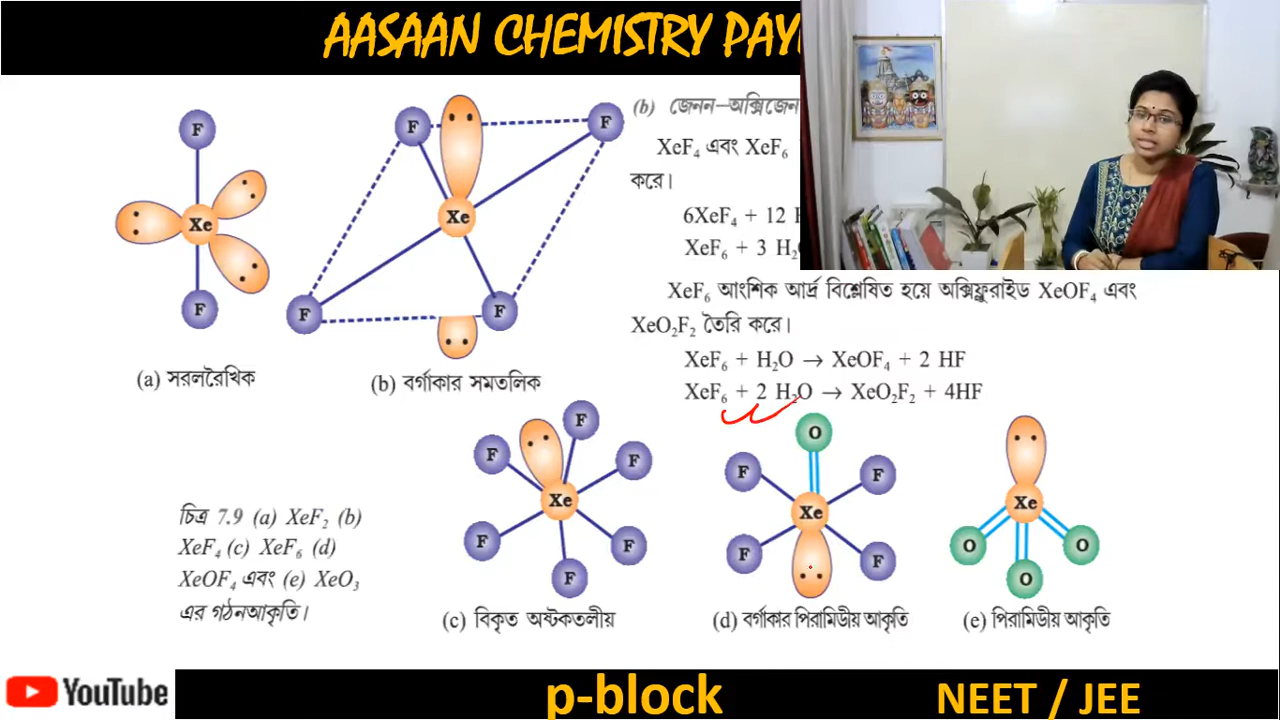 AASAAN CHEMISTRY
(b) জেনন–অক্সিজেন
XeF₄ এবং XeF₆
করে।
6XeF₄ + 12
XeF₆ + 3 H₂
XeF₆ আংশিক আর্দ্র বিশ্লেষিত হয়ে অক্সিফ্লুরাইড XeOF₄ এবং
XeO₂F₂ তৈরি করে।
XeF₆ + H₂O → XeOF₄ + 2 HF
XeF₆ + 2 H₂O → XeO₂F₂ + 4HF
F
Xe
F
(a) সরলরৈখিক
F
F
Xe
F
F
(b) বর্গাকার সমতলিক
চিত্র 7.9 (a) XeF₂ (b)
XeF₄ (c) XeF₆ (d)
XeOF₄ এবং (e) XeO₃
এর গঠনআকৃতি।
F
F
F
Xe
F
F
F
(c) বিকৃত অষ্টকতলীয়
O
F
F
Xe
F
F
(d) বর্গাকার পিরামিডীয় আকৃতি
Xe
O
O
O
(e) পিরামিডীয় আকৃতি
YouTube
p-block
NEET / JEE